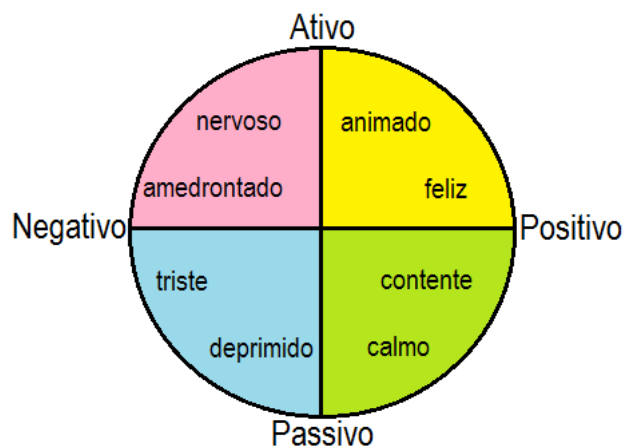 Ativo
nervoso
animado
amedrontado
feliz
Negativo
Positivo
triste
contente
deprimido
calmo
Passivo